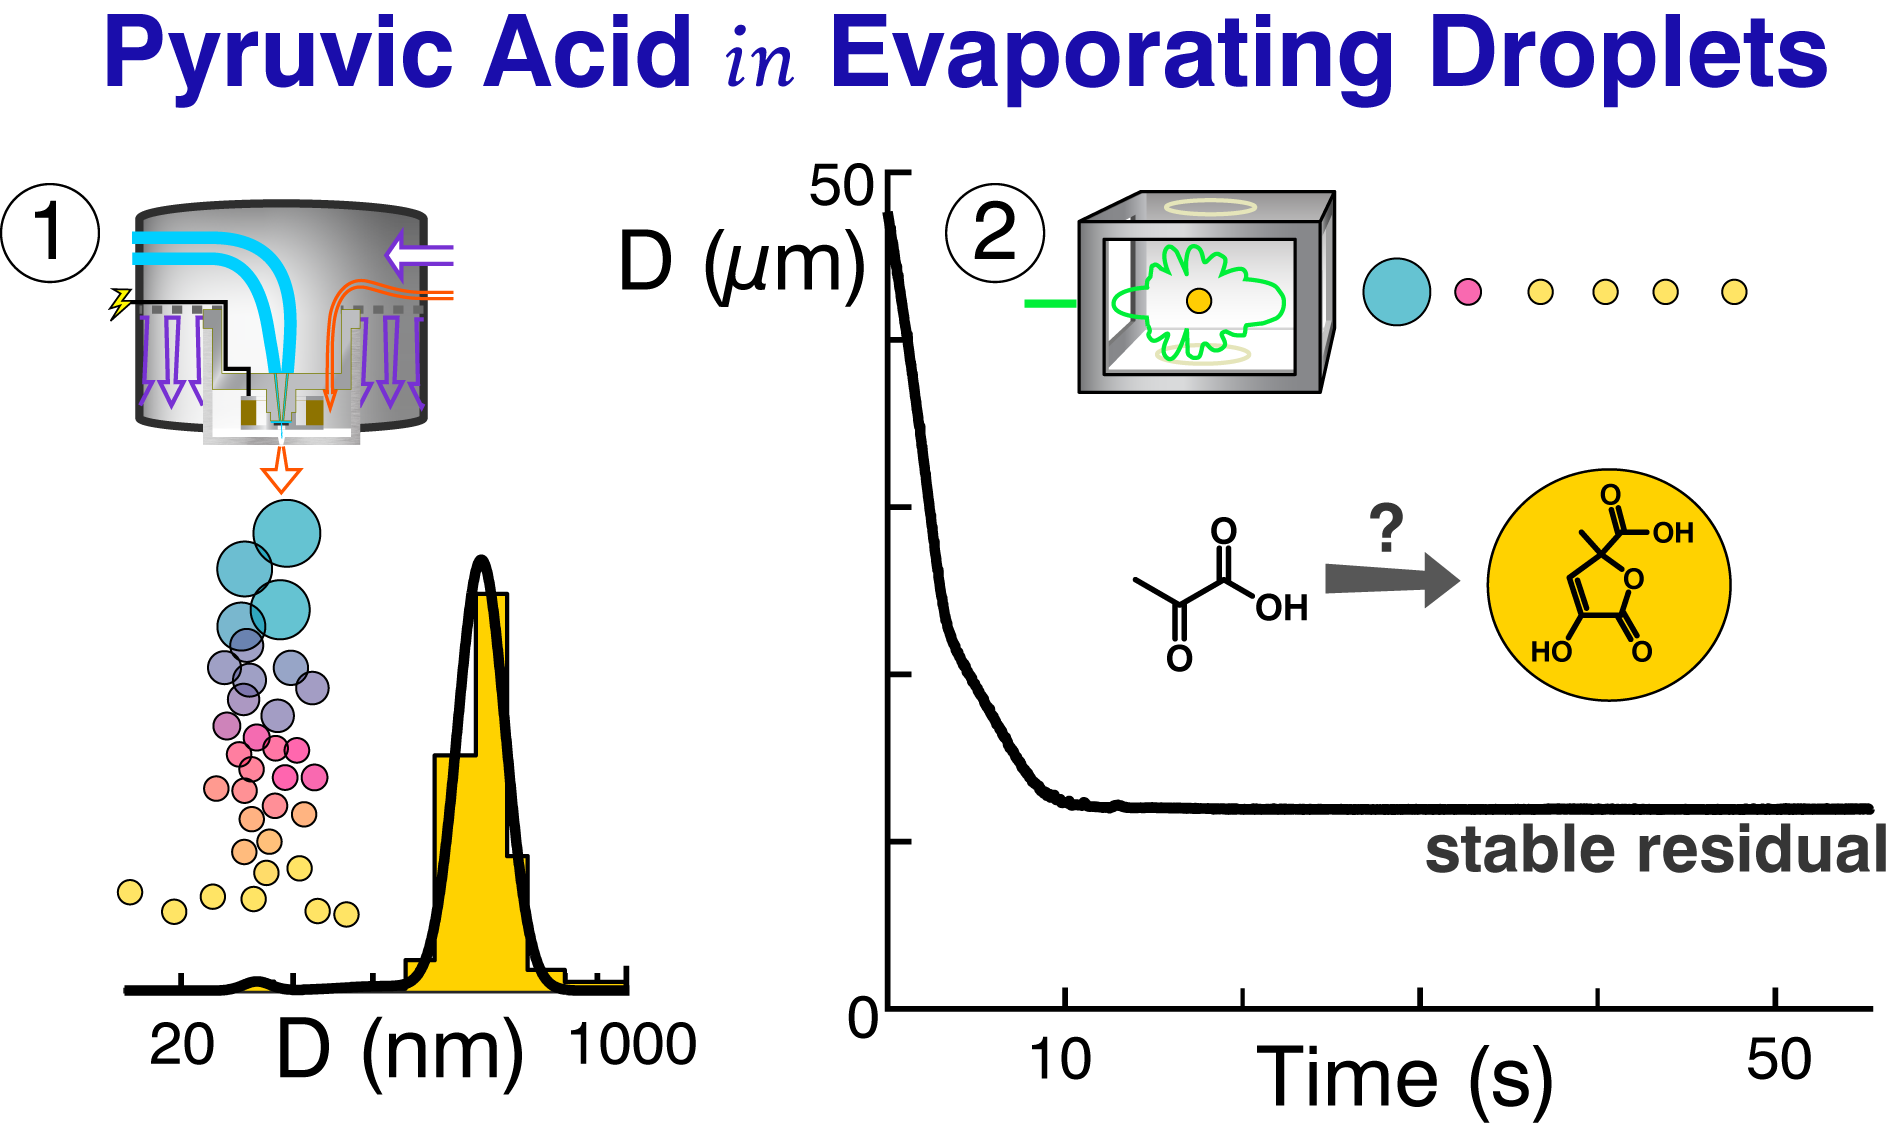 Pyruvic Acid in Evaporating Droplets
1
20
D (nm)
1000
50
D (μm)
2
0
10
Time (s)
50
O
OH
O
?
O
OH
O
HO
O
stable residual